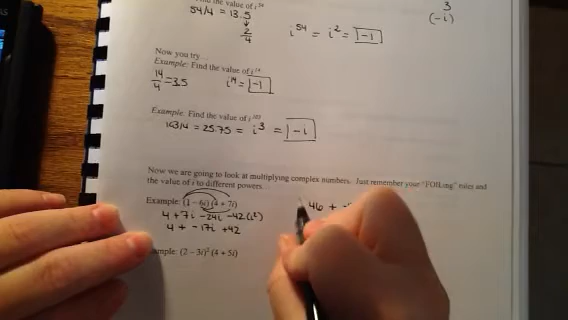 the value of i
54/4 = 13.5
2/4
i^54 = i^2 = -1
3
(-i)
Now you try...
Example: Find the value of i^14
14/4 = 3.5 i^14 = -1
Example: Find the value of i^103
103/4 = 25.75 = i^3 = -i
Now we are going to look at multiplying complex numbers. Just remember your "FOILing" rules and
the value of i to different powers.
Example: (1 - 6i)(4 + 7i)
4 + 7i - 24i - 42(i^2)
46 +
4 + -17i + 42
(2 - 3i)^2 (4 + 5i)